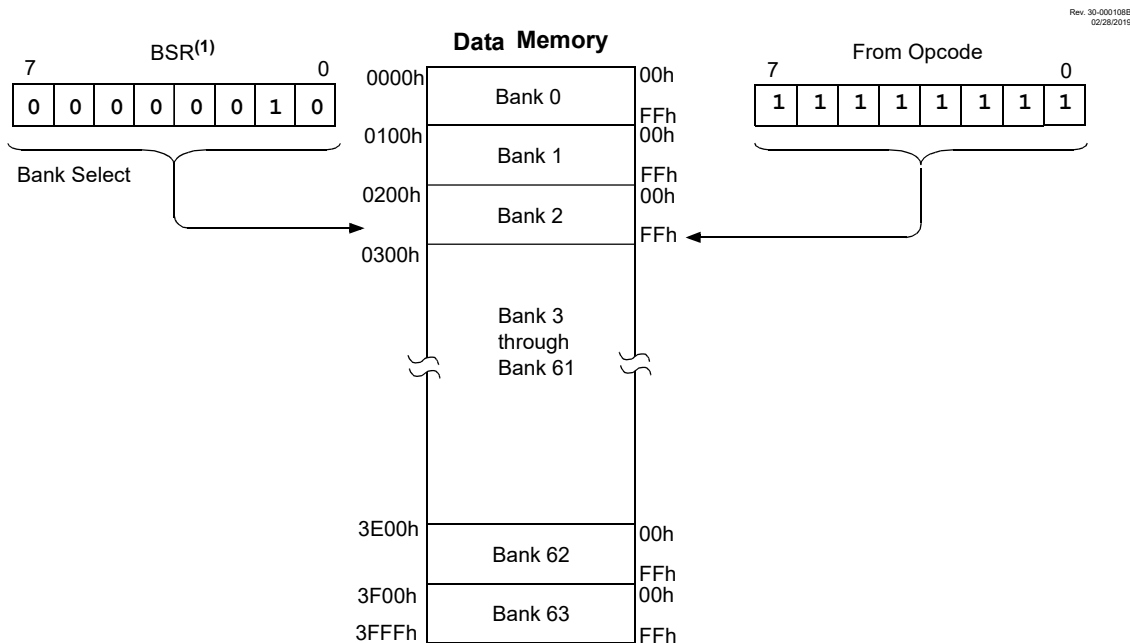 Rev. 30-000108B
02/28/2019
BSR(1)
Data Memory
From Opcode
7 0
7 0
0 0 0 0 0 0 1 0
1 1 1 1 1 1 1 1
Bank Select
0000h Bank 0 00h
FFh
0100h Bank 1 00h
FFh
0200h Bank 2 00h
FFh
0300h
Bank 3
through
Bank 61
3E00h Bank 62 00h
FFh
3F00h Bank 63 00h
3FFFh FFh